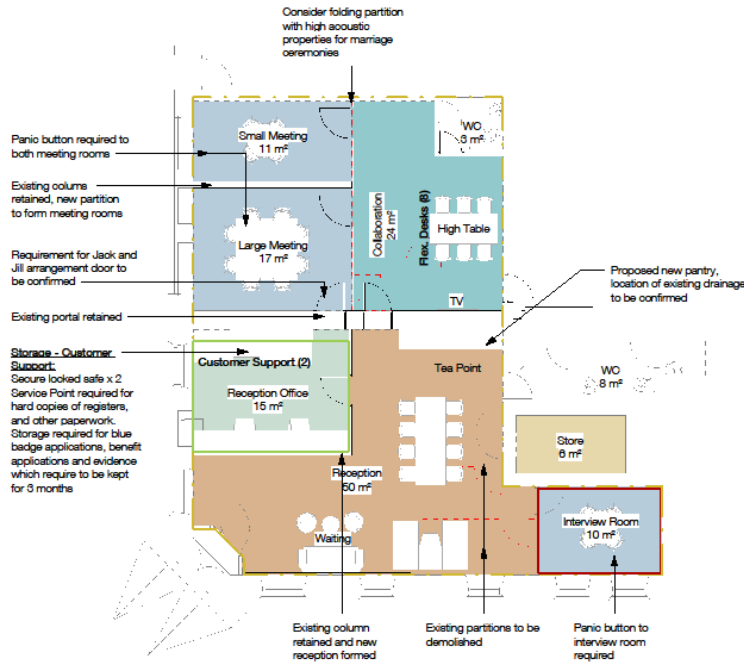 Consider folding partition
with high acoustic
properties for marriage
ceremonies
Panic button required to
both meeting rooms
Existing colums
retained, new partition
to form meeting rooms
Requirement for Jack and
Jill arrangement door to
be confirmed
Existing portal retained
Storage - Customer
Support:
Secure locked safe x 2
Service Point required for
hard copies of registers,
and other paperwork.
Storage required for blue
badge applications, benefit
applications and evidence
which require to be kept
for 3 months
Small Meeting
11 m²
Large Meeting
17 m²
Collaboration
24 m²
Flex. Desks (8)
High Table
WC
3 m²
TV
Proposed new pantry,
location of existing drainage
to be confirmed
Customer Support (2)
Reception Office
15 m²
Tea Point
WC
8 m²
Store
6 m²
Reception
50 m²
Waiting
Interview Room
10 m²
Existing column
retained and new
reception formed
Existing partitions to be
demolished
Panic button to
interview room
required